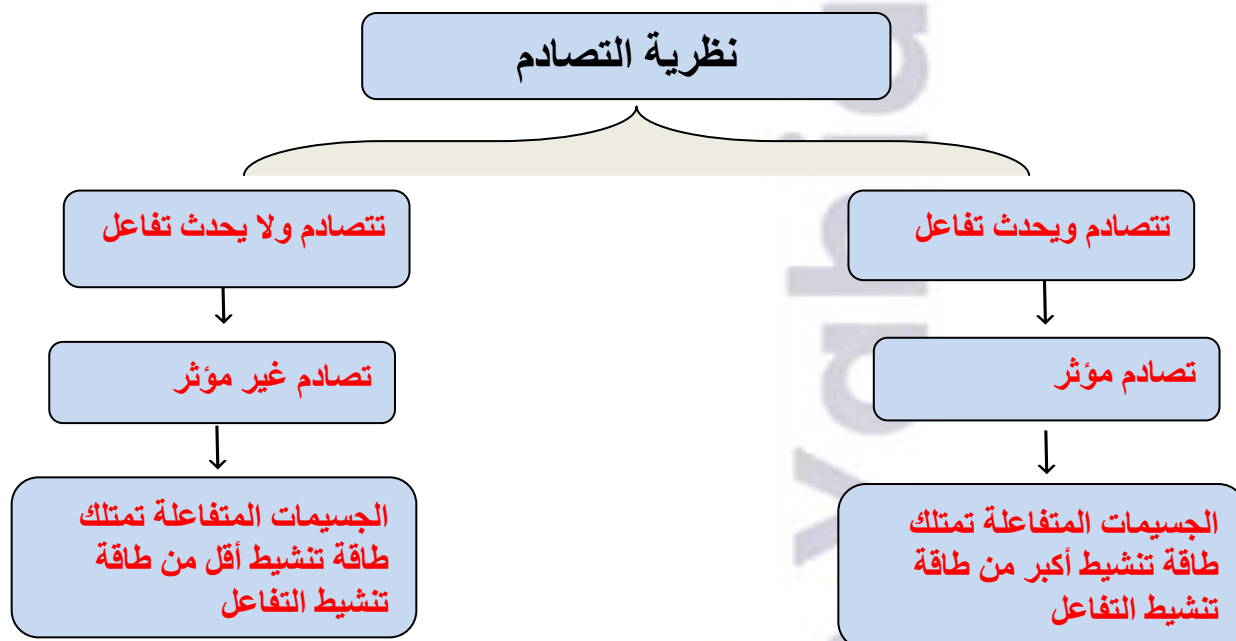 نظرية التصادم
تتصادم ويحدث تفاعل
تتصادم ولا يحدث تفاعل
تصادم مؤثر
تصادم غير مؤثر
الجسيمات المتفاعلة تمتلك
طاقة تنشيط أكبر من طاقة
تنشيط التفاعل
الجسيمات المتفاعلة تمتلك
طاقة تنشيط أقل من طاقة
تنشيط التفاعل